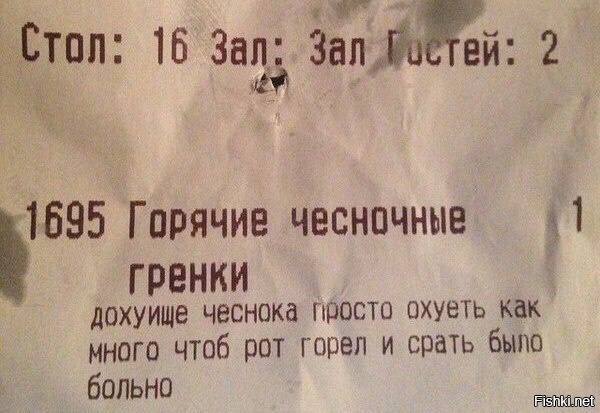 Стол: 16 Зал: Зал Гостей: 2
1695 Горячие чесночные 1
гренки
дохуище чеснока просто охуеть как
много чтоб рот горел и срать было
больно
Fishki.net